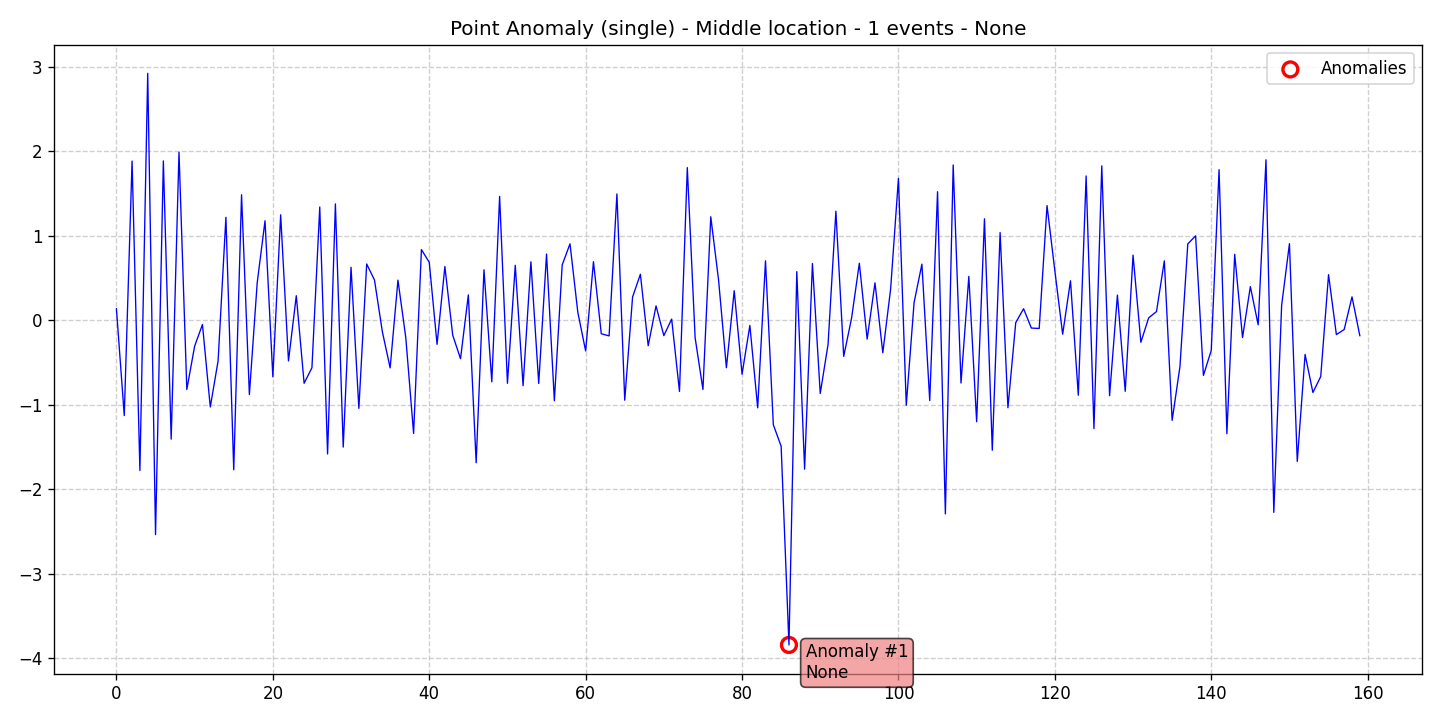 Point Anomaly (single) - Middle location - 1 events - None
Anomalies
3
2
1
0
−1
−2
−3
−4
Anomaly #1
None
0 20 40 60 80 100 120 140 160